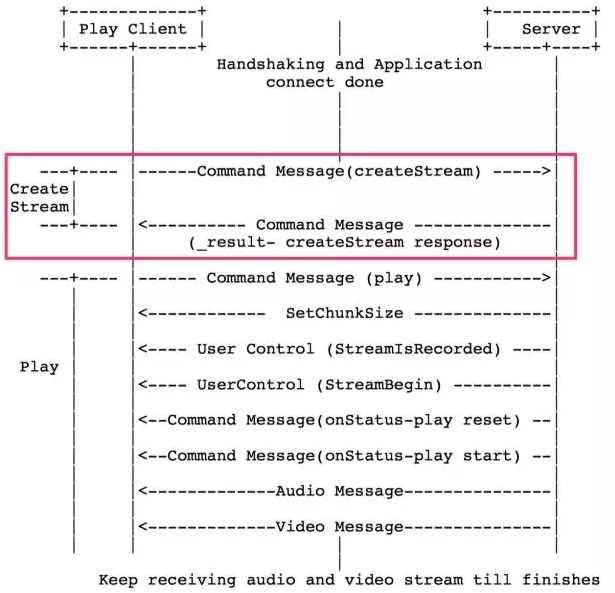 Play Client Server
Handshaking and Application
connect done
Create
Stream
Command Message(createStream)
Command Message
(_result- createStream response)
Command Message (play)
SetChunkSize
User Control (StreamIsRecorded)
Play
UserControl (StreamBegin)
Command Message(onStatus-play reset)
Command Message(onStatus-play start)
Audio Message
Video Message
Keep receiving audio and video stream till finishes